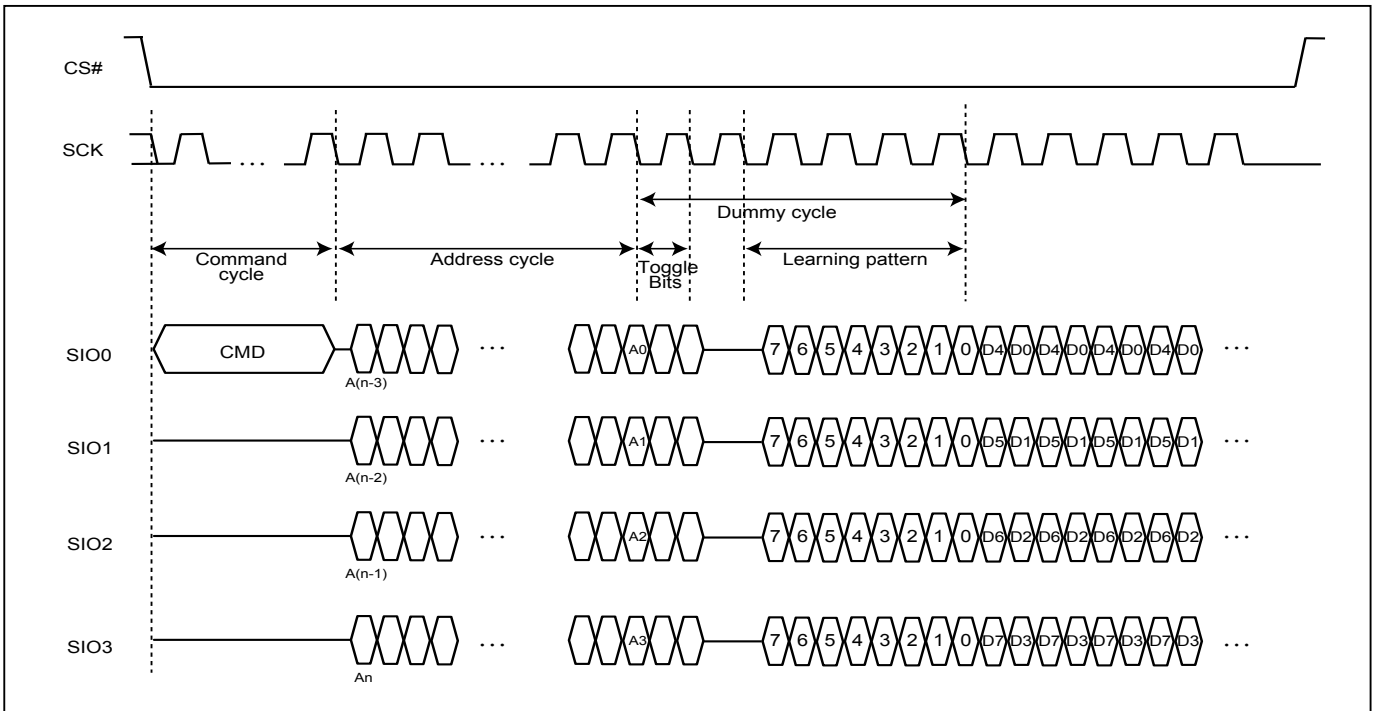 CS#
SCK
...
...
Dummy cycle
Command cycle
Address cycle
Toggle Bits
Learning pattern
SIO0
CMD
...
A0
7 6 5 4 3 2 1 0 D4 D0 D4 D0 D4 D0 D4 D0
...
A(n-3)
SIO1
...
A1
7 6 5 4 3 2 1 0 D5 D1 D5 D1 D5 D1 D5 D1
...
A(n-2)
SIO2
...
A2
7 6 5 4 3 2 1 0 D6 D2 D6 D2 D6 D2 D6 D2
...
A(n-1)
SIO3
...
A3
7 6 5 4 3 2 1 0 D7 D3 D7 D3 D7 D3 D7 D3
...
An